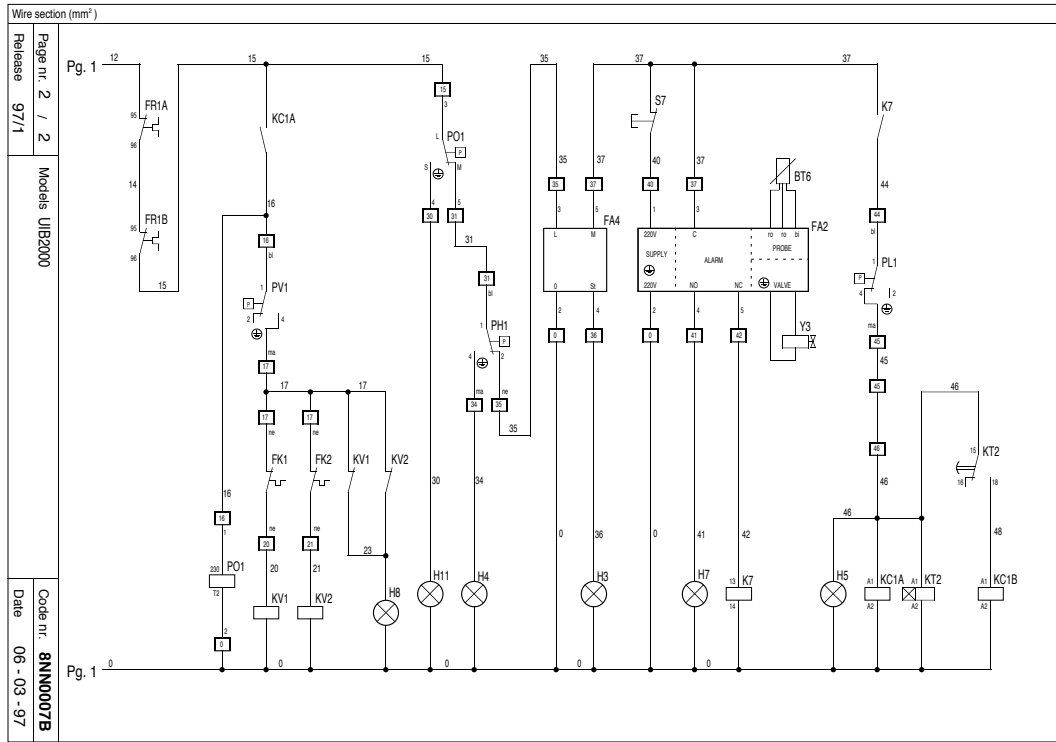 Wire section (mm²)
Page nr. 2 / 2
Release 97/1
Models UIB2000
Code nr. 8NN0007B
Date 06 - 03 - 97
Pg. 1
12
15
15
35
37
37
95
FR1A
96
14
95
FR1B
96
15
KC1A
16
16
bl
1
PV1
P
2
4
ma
17
17
17
17
ne
17
ne
FK1
FK2
KV1
KV2
16
16
1
ne
20
ne
21
20
21
23
230
PO1
T2
2
0
KV1
KV2
H8
15
3
L
PO1
P
S
M
4
30
5
31
31
31
bl
1
PH1
P
4
2
ma
34
ne
35
35
30
34
H11
H4
35
37
35
37
3
5
FA4
L
M
0
St
2
4
0
36
0
36
H3
S7
40
37
40
37
1
3
BT6
FA2
220V
C
ro
ro
bi
SUPPLY
ALARM
PROBE
220V
NO
NC
VALVE
2
4
5
0
41
42
Y3
0
41
42
H7
13
K7
14
K7
44
44
bl
1
PL1
P
4
2
ma
45
45
45
46
46
46
46
15
KT2
16
18
48
H5
A1
KC1A
A2
A1
KT2
A2
A1
KC1B
A2
Pg. 1
0
0
0
0
0